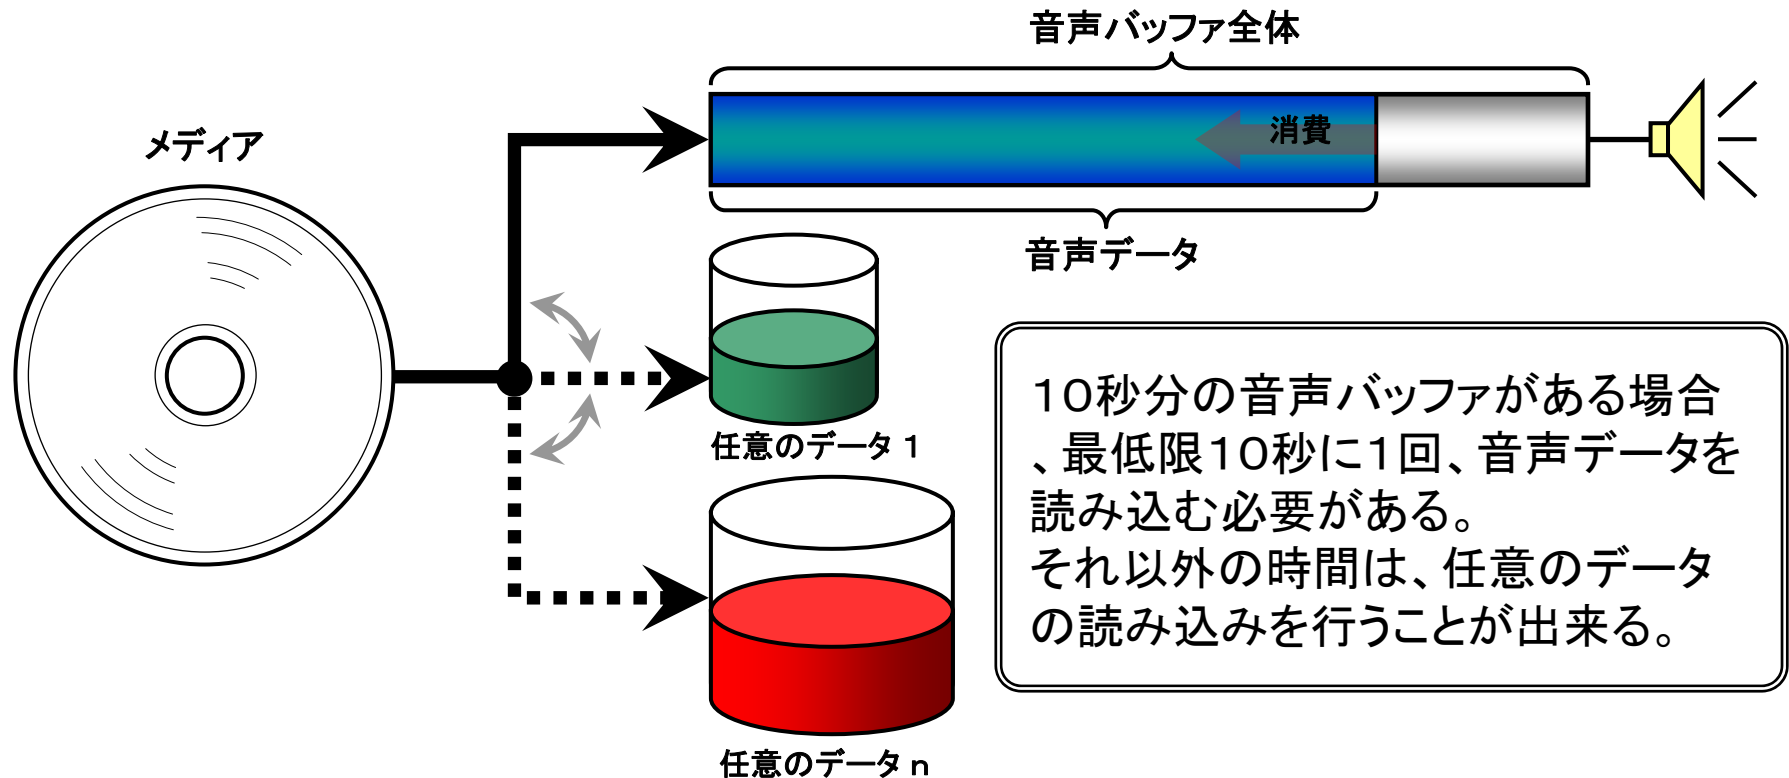 音声バッファ全体
メディア
消費
音声データ
任意のデータ１
任意のデータｎ
１０秒分の音声バッファがある場合
、最低限１０秒に１回、音声データを
読み込む必要がある。
それ以外の時間は、任意のデータ
の読み込みを行うことが出来る。